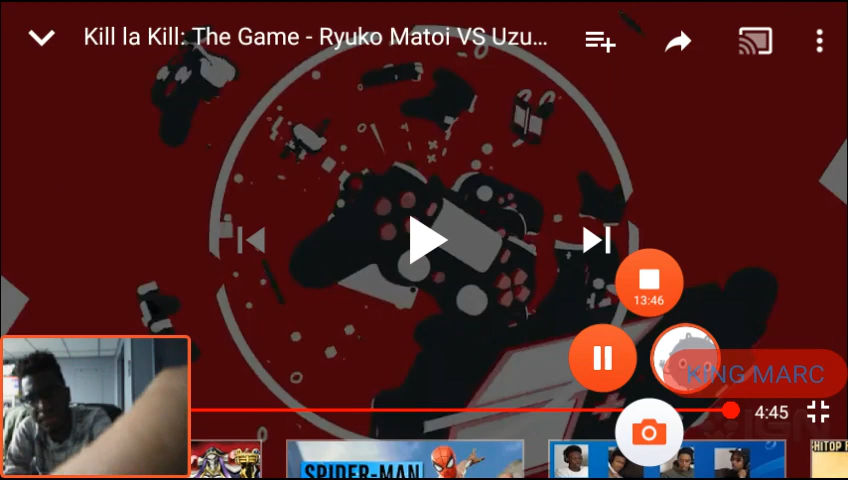 Kill la Kill: The Game - Ryuko Matoi VS Uzu...
13:46
KING MARC
4:45
SPIDER-MAN